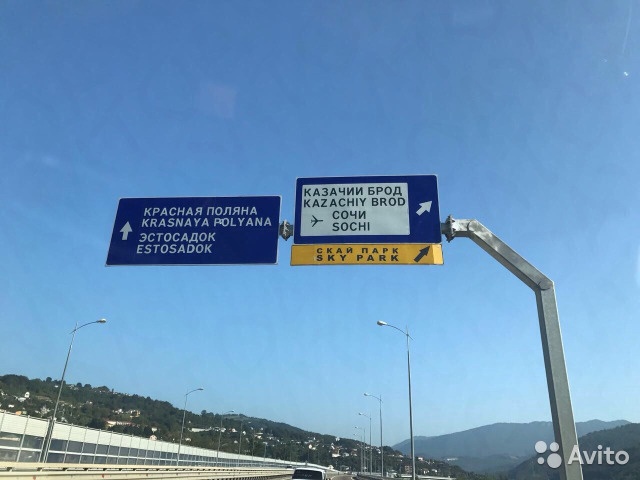 КРАСНАЯ ПОЛЯНА
KRASNAYA POLYANA
ЭСТОСАДОК
ESTOSADOK
КАЗАЧИЙ БРОД
KAZACHIY BROD
СОЧИ
SOCHI
СКАЙ ПАРК
SKY PARK
Avito